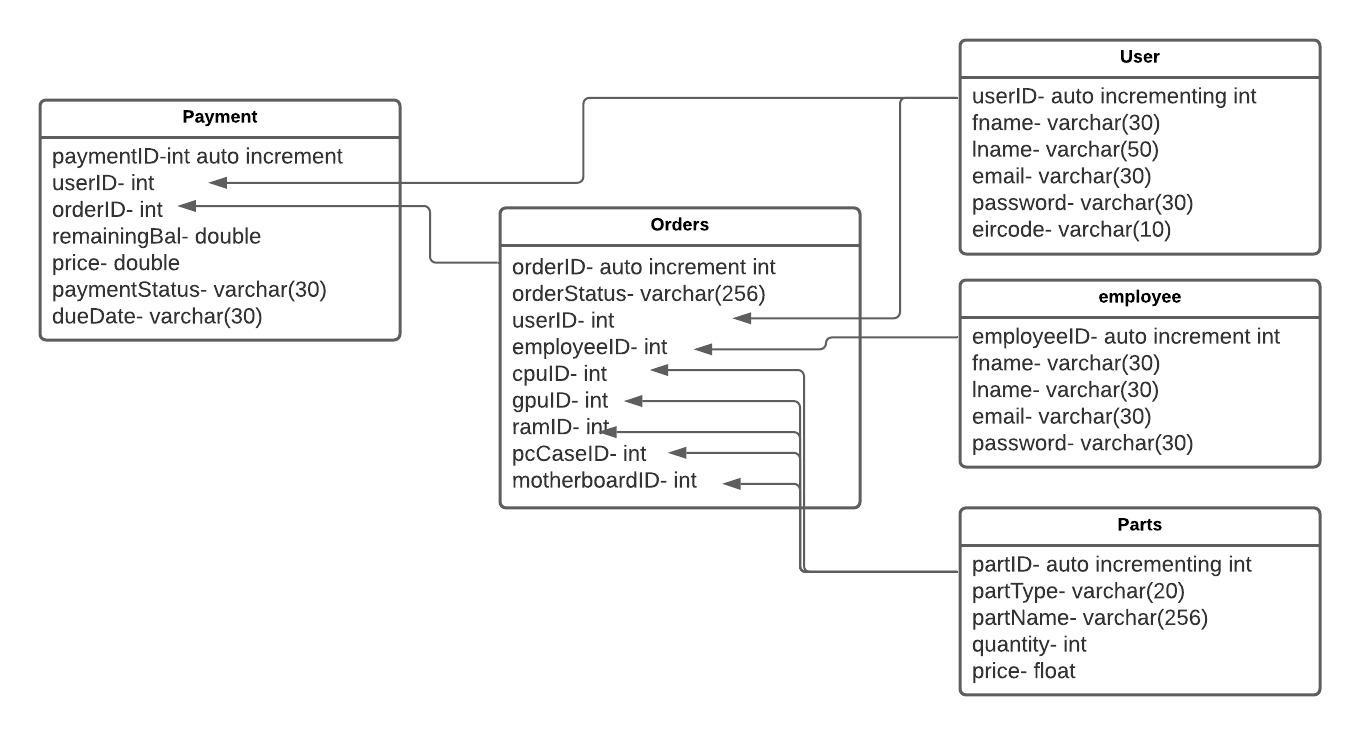 Payment
paymentID-int auto increment
userID- int
orderID- int
remainingBal- double
price- double
paymentStatus- varchar(30)
dueDate- varchar(30)
Orders
orderID- auto increment int
orderStatus- varchar(256)
userID- int
employeeID- int
cpuID- int
gpuID- int
ramID- int
pcCaseID- int
motherboardID- int
User
userID- auto incrementing int
fname- varchar(30)
lname- varchar(50)
email- varchar(30)
password- varchar(30)
eircode- varchar(10)
employee
employeeID- auto increment int
fname- varchar(30)
lname- varchar(30)
email- varchar(30)
password- varchar(30)
Parts
partID- auto incrementing int
partType- varchar(20)
partName- varchar(256)
quantity- int
price- float